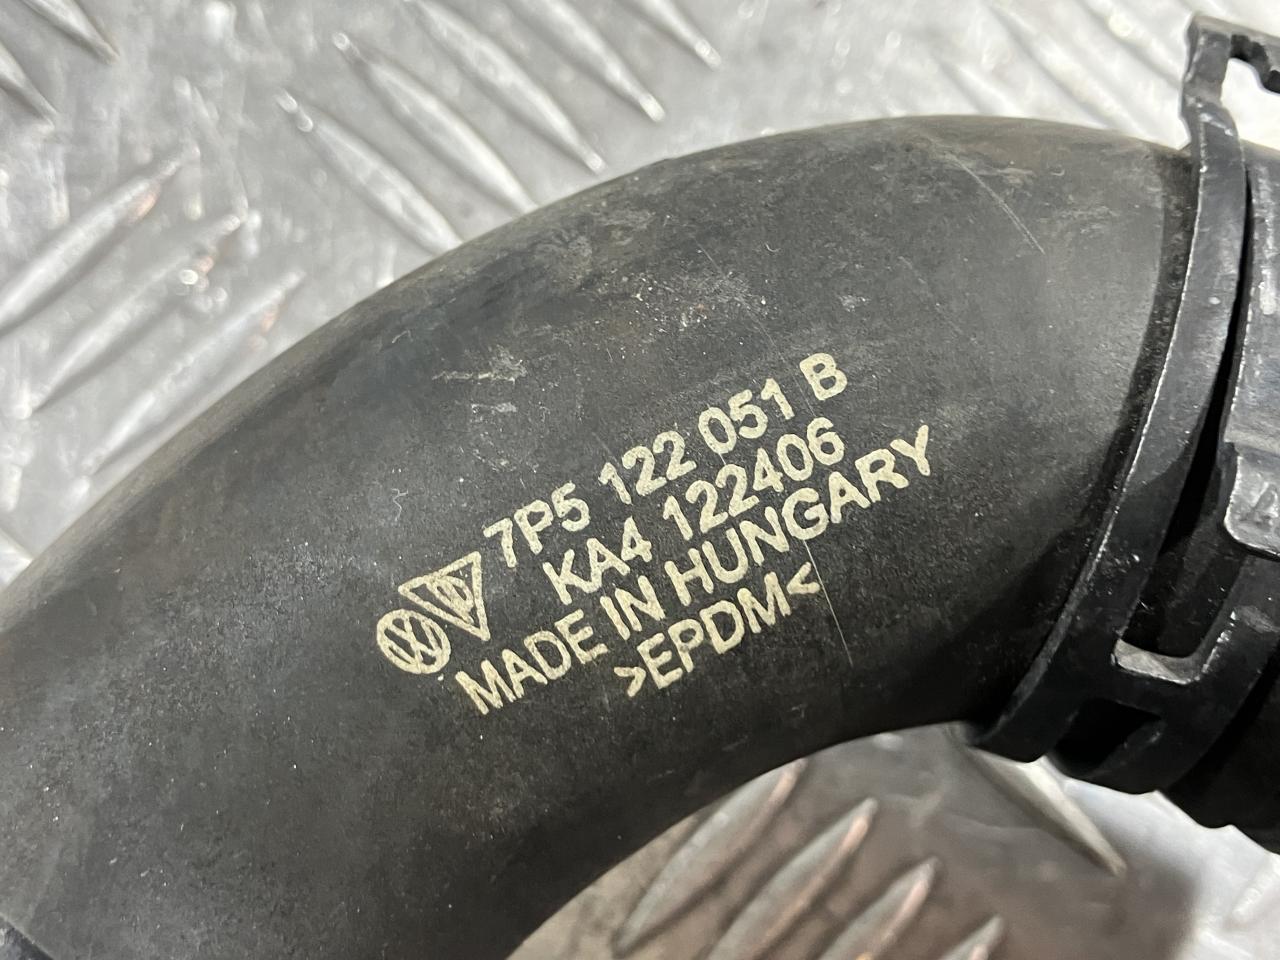 7P5 122 051 B
KA4 122406
MADE IN HUNGARY
>EPDM<